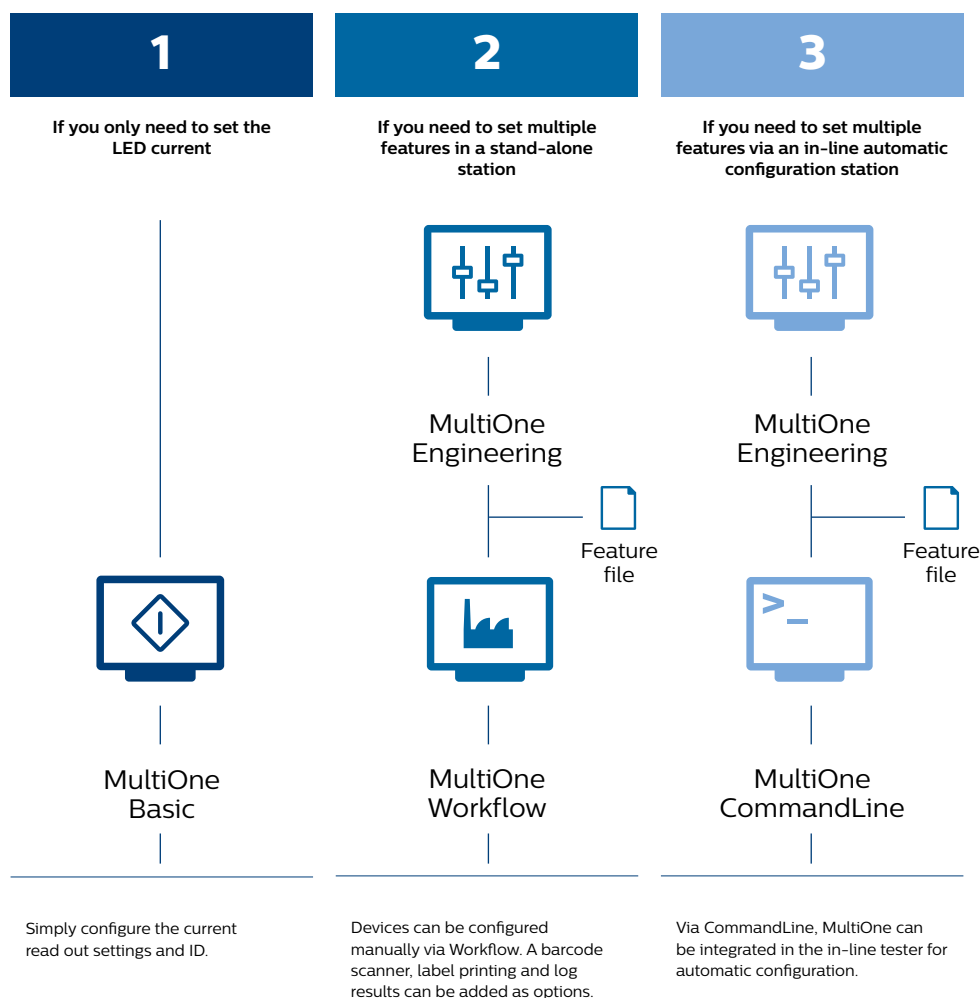 1
If you only need to set the
LED current
MultiOne
Basic
Simply configure the current
read out settings and ID.
2
If you need to set multiple
features in a stand-alone
station
MultiOne
Engineering
Feature
file
MultiOne
Workflow
Devices can be configured
manually via Workflow. A barcode
scanner, label printing and log
results can be added as options.
3
If you need to set multiple
features via an in-line automatic
configuration station
MultiOne
Engineering
Feature
file
>_
MultiOne
CommandLine
Via CommandLine, MultiOne can
be integrated in the in-line tester for
automatic configuration.